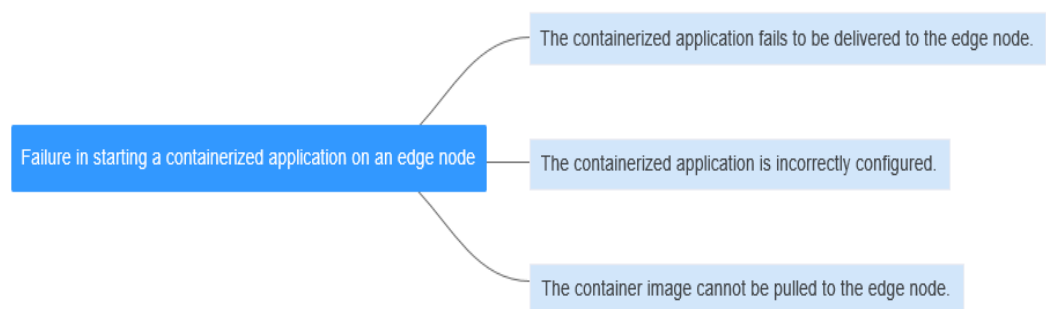 The containerized application fails to be delivered to the edge node.
Failure in starting a containerized application on an edge node
The containerized application is incorrectly configured.
The container image cannot be pulled to the edge node.